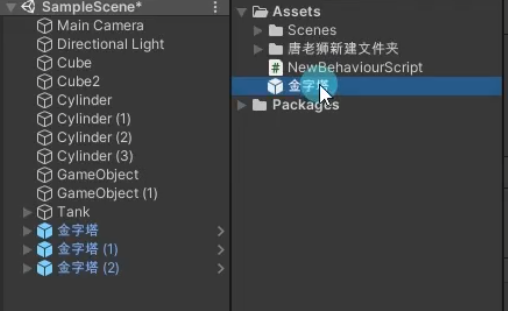 SampleScene*
Main Camera
Directional Light
Cube
Cube2
Cylinder
Cylinder (1)
Cylinder (2)
Cylinder (3)
GameObject
GameObject (1)
Tank
金字塔
金字塔 (1)
金字塔 (2)
Assets
Scenes
唐老狮新建文件夹
NewBehaviourScript
金字塔
Packages